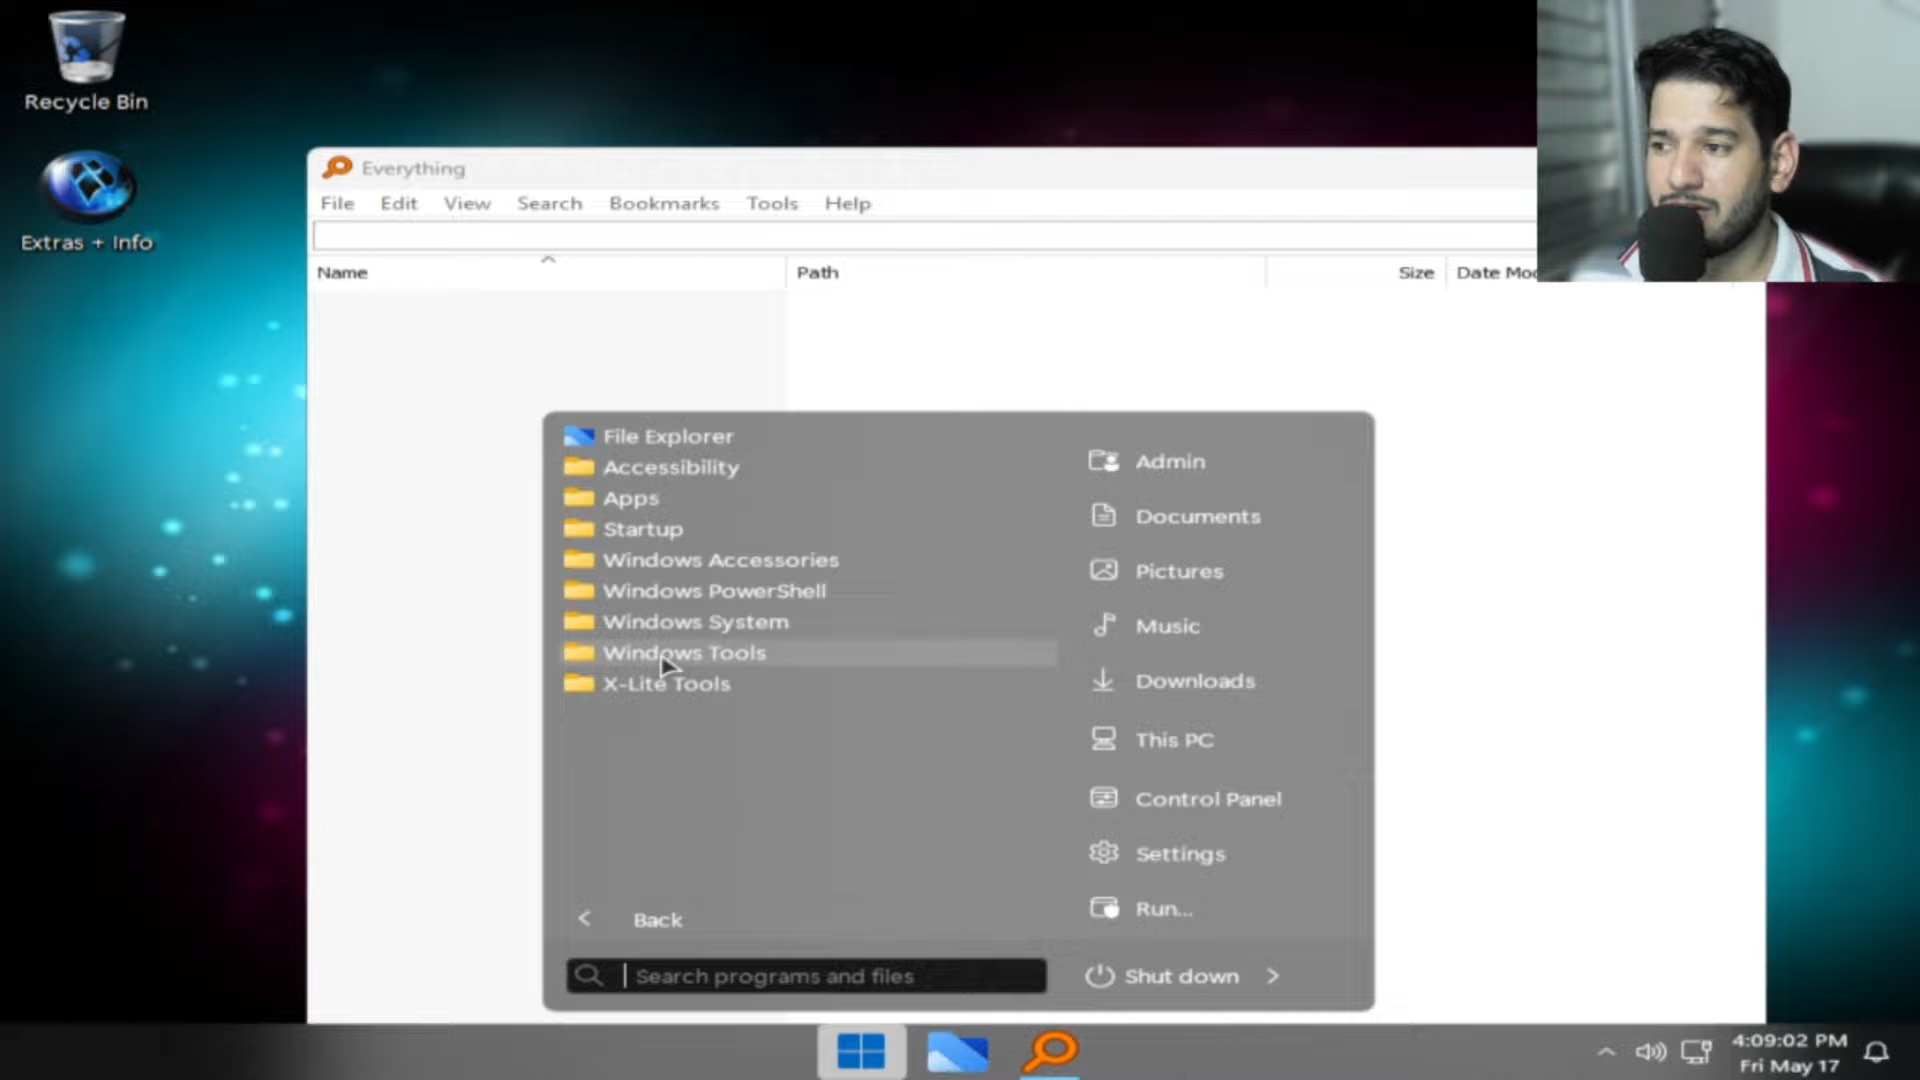 Recycle Bin
Extras + Info
Everything
File Edit View Search Bookmarks Tools Help
Name Path Size Date Mo
File Explorer
Accessibility
Apps
Startup
Windows Accessories
Windows PowerShell
Windows System
Windows Tools
X-Lite Tools
Back
Search programs and files
Admin
Documents
Pictures
Music
Downloads
This PC
Control Panel
Settings
Run...
Shut down
4:09:02 PM
Fri May 17